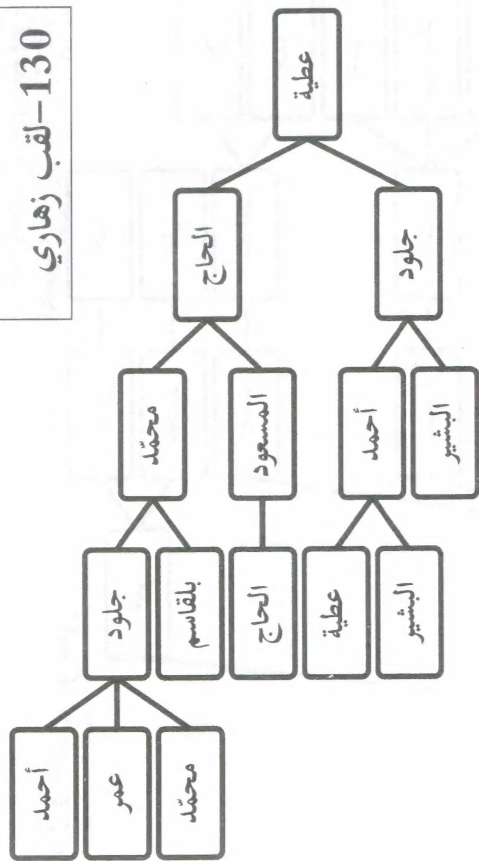 130-لقب زهاري
عطية
جلود
الحاج
البشير
أحمد
المسعود
محمّد
البشير
عطية
الحاج
بلقاسم
جلود
محمّد
عمر
أحمد